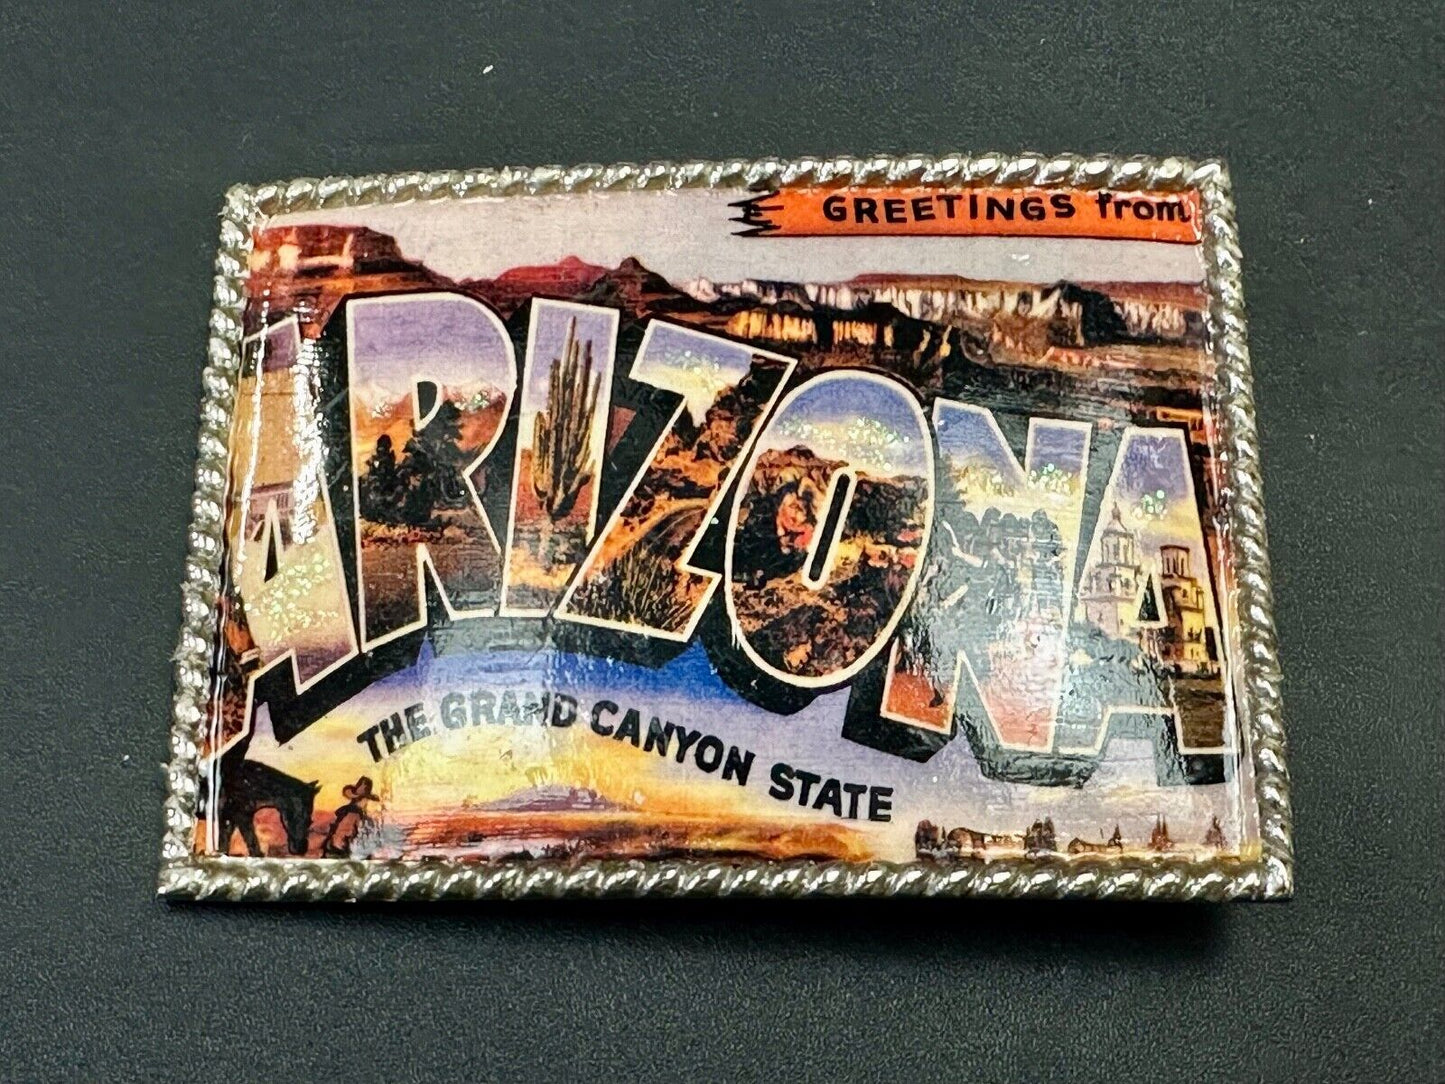 GREETINGS from
ARIZONA
THE GRAND CANYON STATE